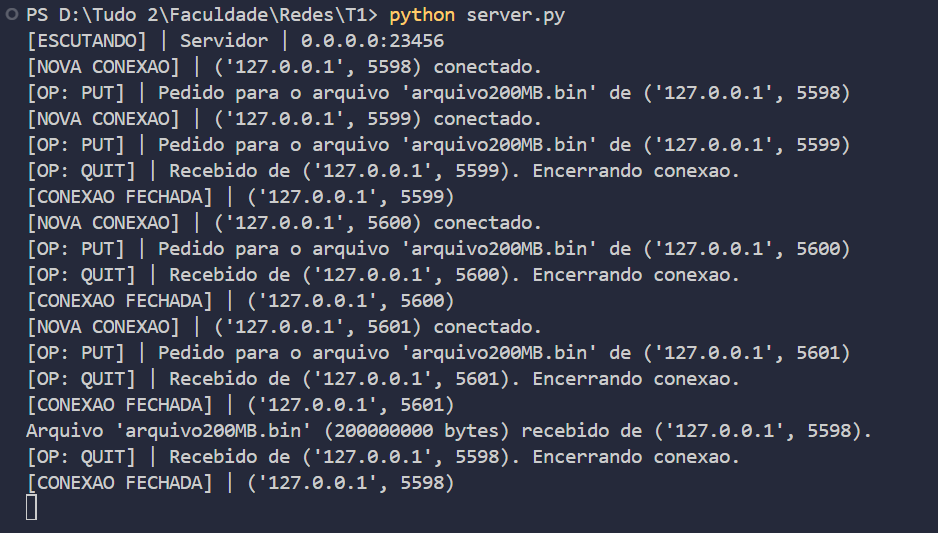 PS D:\Tudo 2\Faculdade\Redes\T1> python server.py
[ESCUTANDO] | Servidor | 0.0.0.0:23456
[NOVA CONEXAO] | ('127.0.0.1', 5598) conectado.
[OP: PUT] | Pedido para o arquivo 'arquivo200MB.bin' de ('127.0.0.1', 5598)
[NOVA CONEXAO] | ('127.0.0.1', 5599) conectado.
[OP: PUT] | Pedido para o arquivo 'arquivo200MB.bin' de ('127.0.0.1', 5599)
[OP: QUIT] | Recebido de ('127.0.0.1', 5599). Encerrando conexao.
[CONEXAO FECHADA] | ('127.0.0.1', 5599)
[NOVA CONEXAO] | ('127.0.0.1', 5600) conectado.
[OP: PUT] | Pedido para o arquivo 'arquivo200MB.bin' de ('127.0.0.1', 5600)
[OP: QUIT] | Recebido de ('127.0.0.1', 5600). Encerrando conexao.
[CONEXAO FECHADA] | ('127.0.0.1', 5600)
[NOVA CONEXAO] | ('127.0.0.1', 5601) conectado.
[OP: PUT] | Pedido para o arquivo 'arquivo200MB.bin' de ('127.0.0.1', 5601)
[OP: QUIT] | Recebido de ('127.0.0.1', 5601). Encerrando conexao.
[CONEXAO FECHADA] | ('127.0.0.1', 5601)
Arquivo 'arquivo200MB.bin' (200000000 bytes) recebido de ('127.0.0.1', 5598).
[OP: QUIT] | Recebido de ('127.0.0.1', 5598). Encerrando conexao.
[CONEXAO FECHADA] | ('127.0.0.1', 5598)